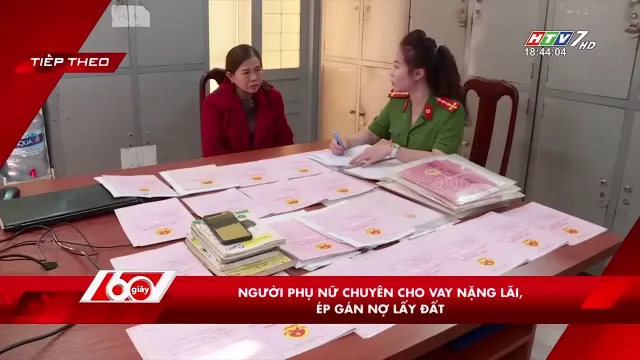 TIẾP THEO
HTV7 HD
18:44:04
60 giây
NGƯỜI PHỤ NỮ CHUYÊN CHO VAY NẶNG LÃI,
ÉP GÁN NỢ LẤY ĐẤT